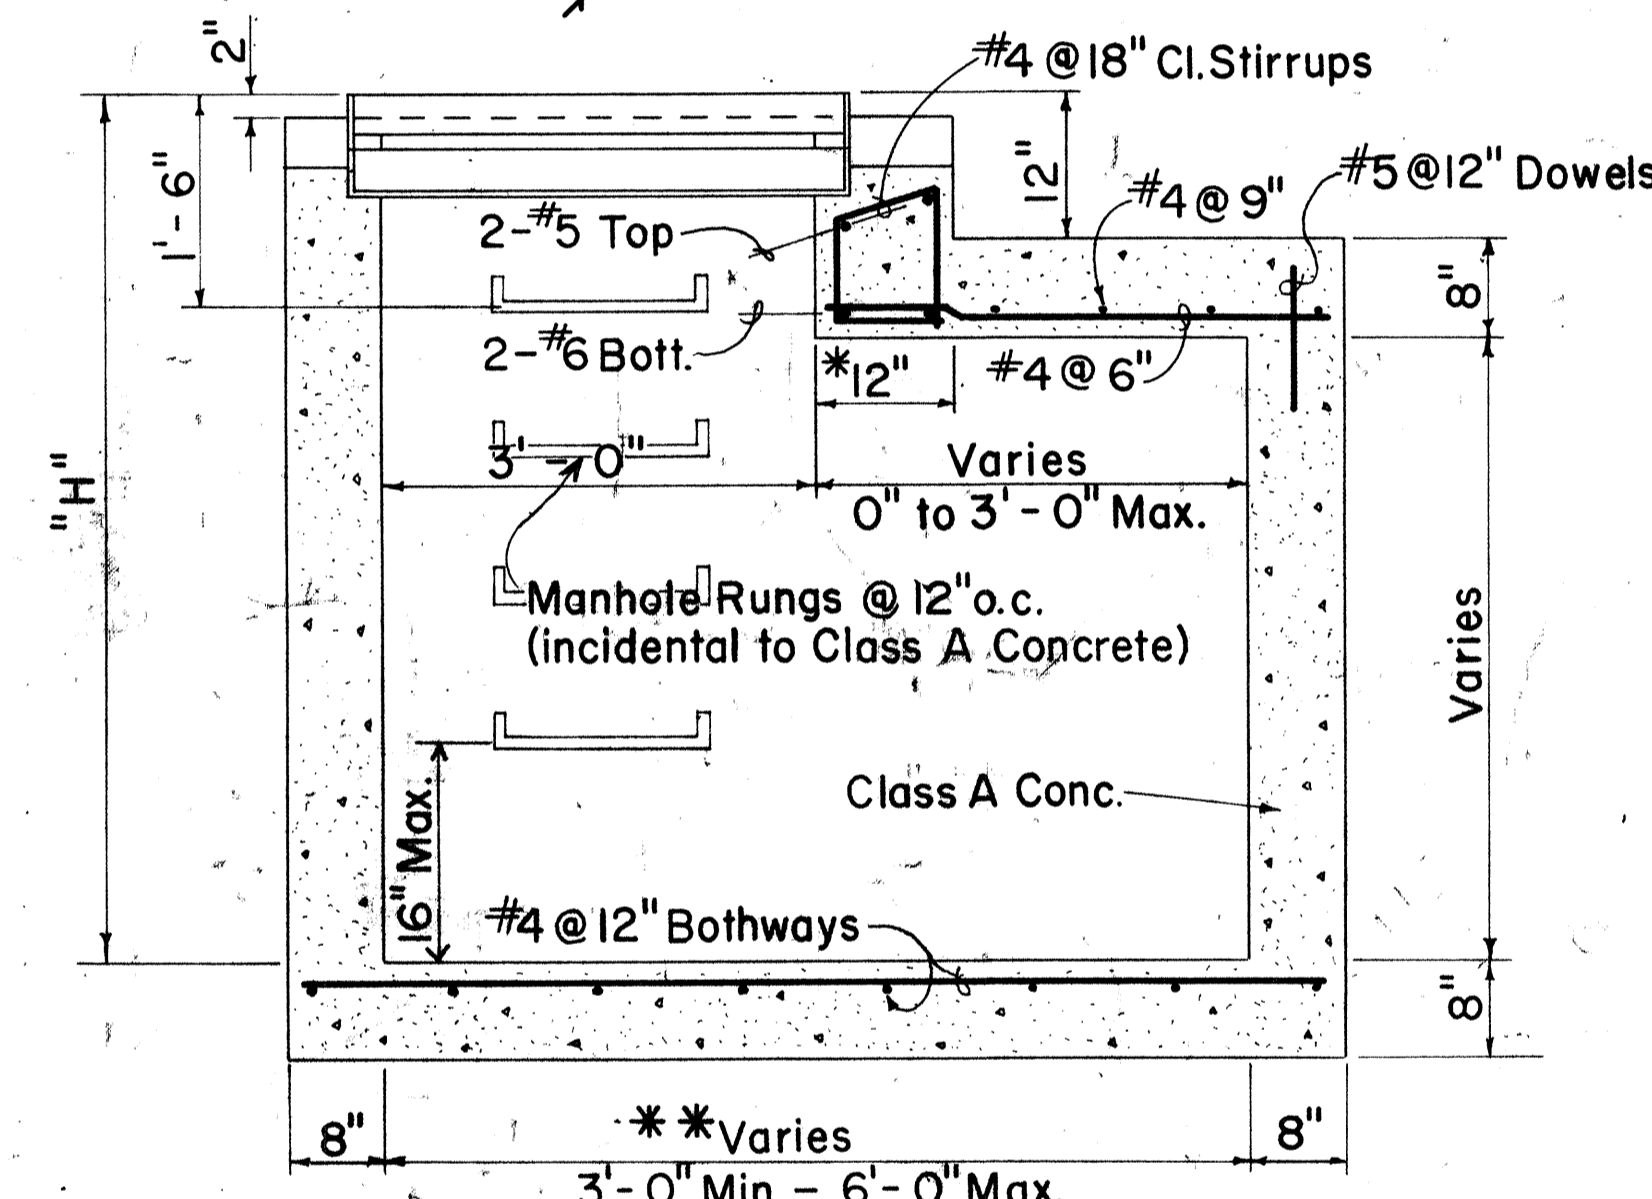 2"
#4 @ 18" Cl. Stirrups
1'-6"
12"
#4 @ 9"
#5 @ 12" Dowels
2-#5 Top
8"
2-#6 Bott.
*12"
#4 @ 6"
"H"
3'-0"
Varies
0" to 3'-0" Max.
Manhole Rungs @ 12" o.c.
(incidental to Class A Concrete)
Varies
Class A Conc.
16" Max.
#4 @ 12" Bothways
8"
8"
**Varies
8"
3'-0" Min - 6'-0" Max.